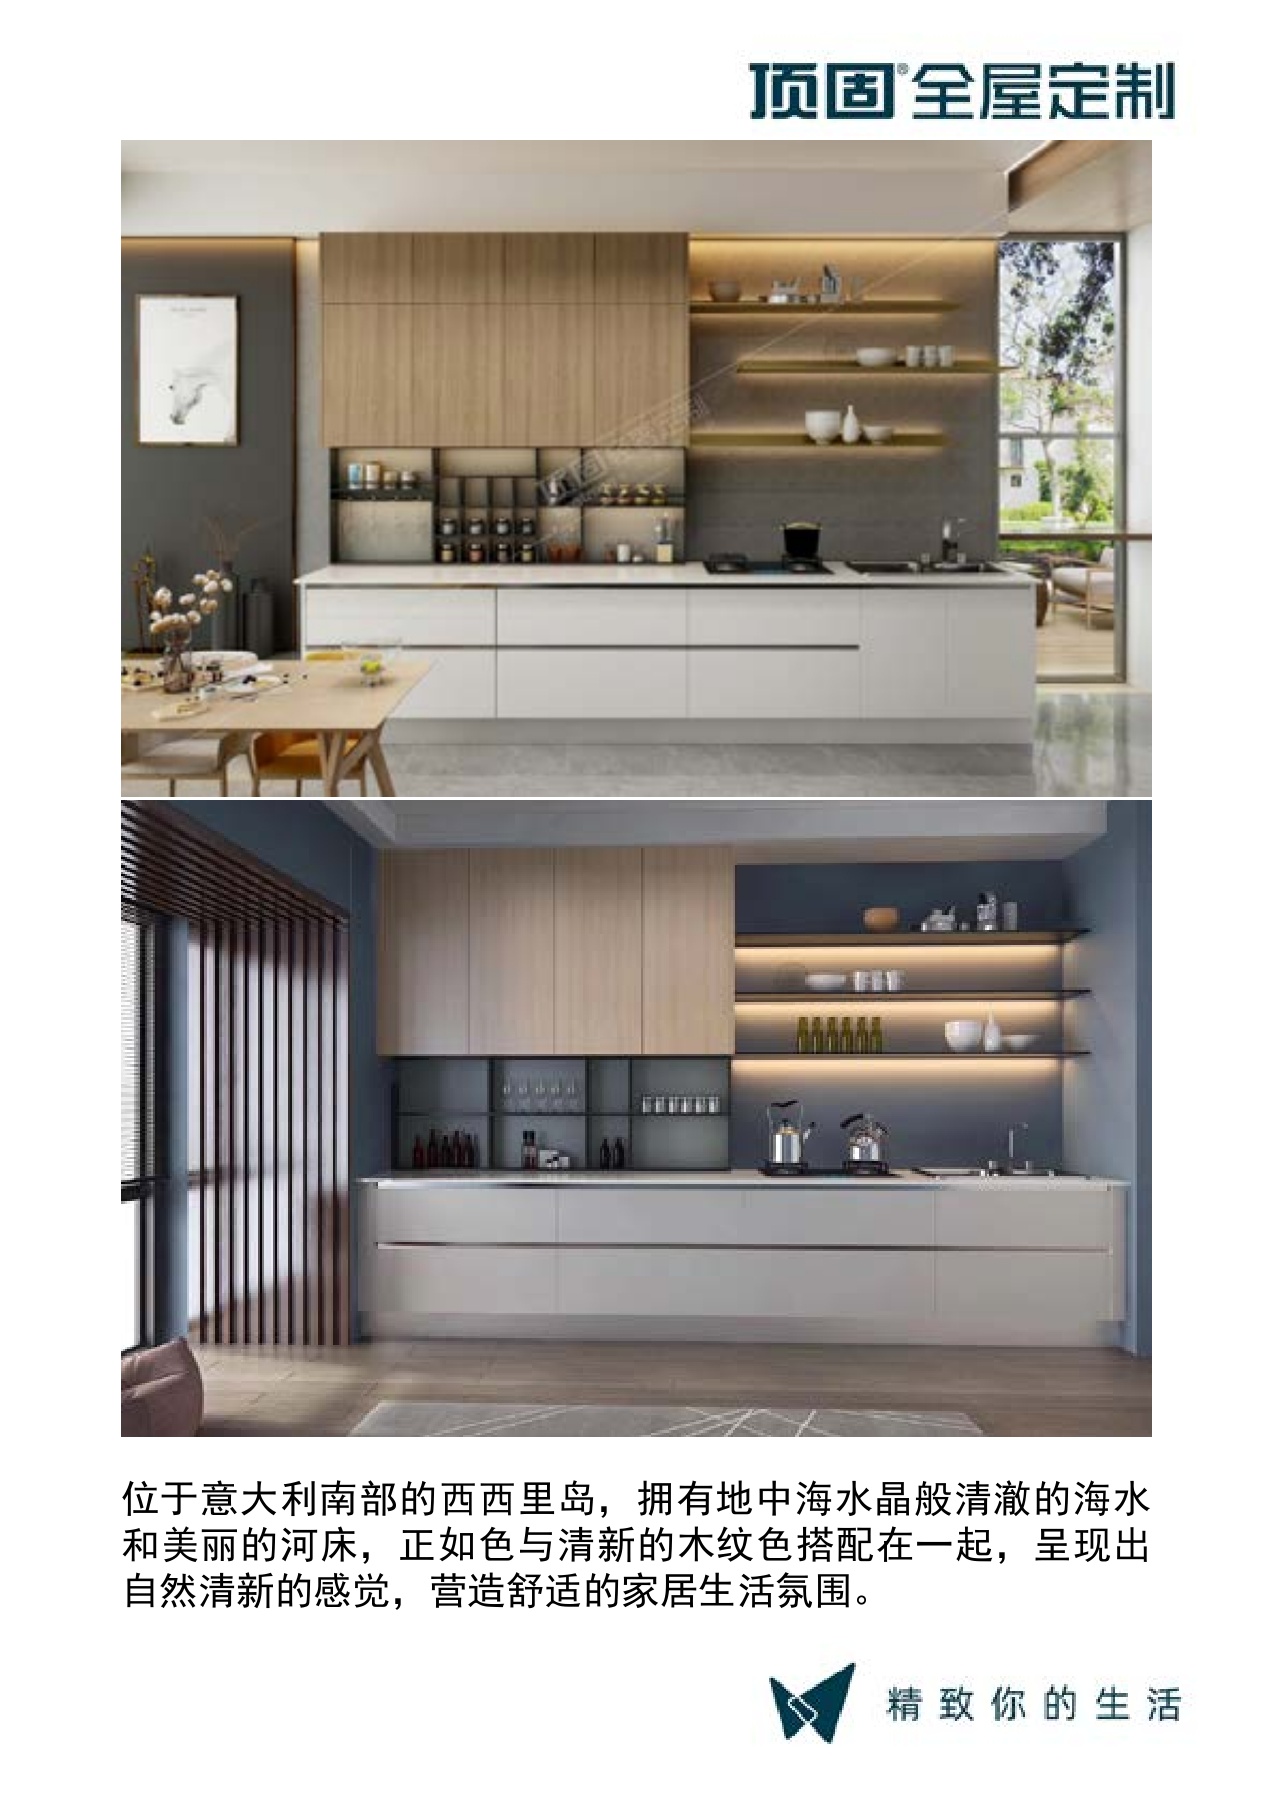 顶固®全屋定制
顶固
位于意大利南部的西西里岛，拥有地中海水晶般清澈的海水
和美丽的河床，正如色与清新的木纹色搭配在一起，呈现出
自然清新的感觉，营造舒适的家居生活氛围。
精致你的生活